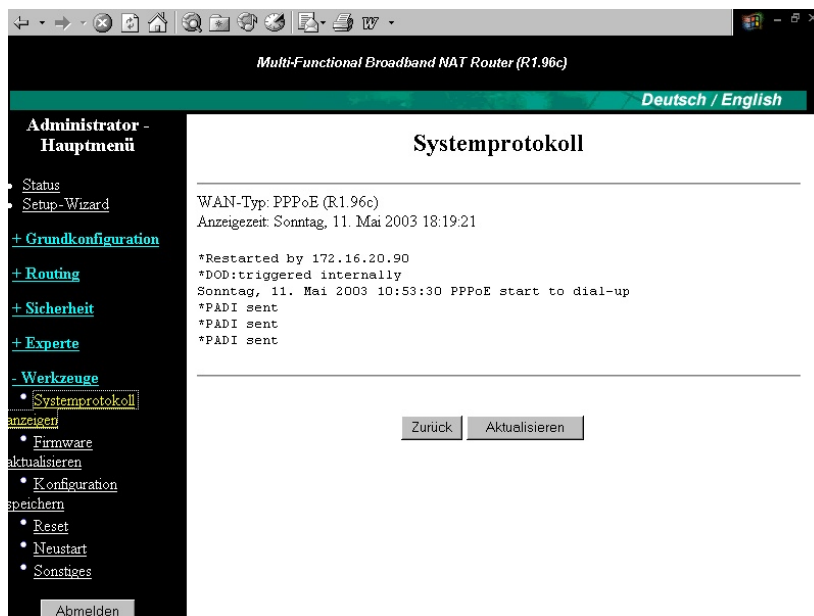 Multi-Functional Broadband NAT Router (R1.96c)
Deutsch / English
Administrator -
Hauptmenü
Status
Setup-Wizard
+ Grundkonfiguration
+ Routing
+ Sicherheit
+ Experte
- Werkzeuge
Systemprotokoll
anzeigen
Firmware
aktualisieren
Konfiguration
speichern
Reset
Neustart
Sonstiges
Abmelden
Systemprotokoll
WAN-Typ: PPPoE (R1.96c)
Anzeigezeit: Sonntag, 11. Mai 2003 18:19:21
*Restarted by 172.16.20.90
*DOD:triggered internally
Sonntag, 11. Mai 2003 10:53:30 PPPoE start to dial-up
*PADI sent
*PADI sent
*PADI sent
Zurück
Aktualisieren